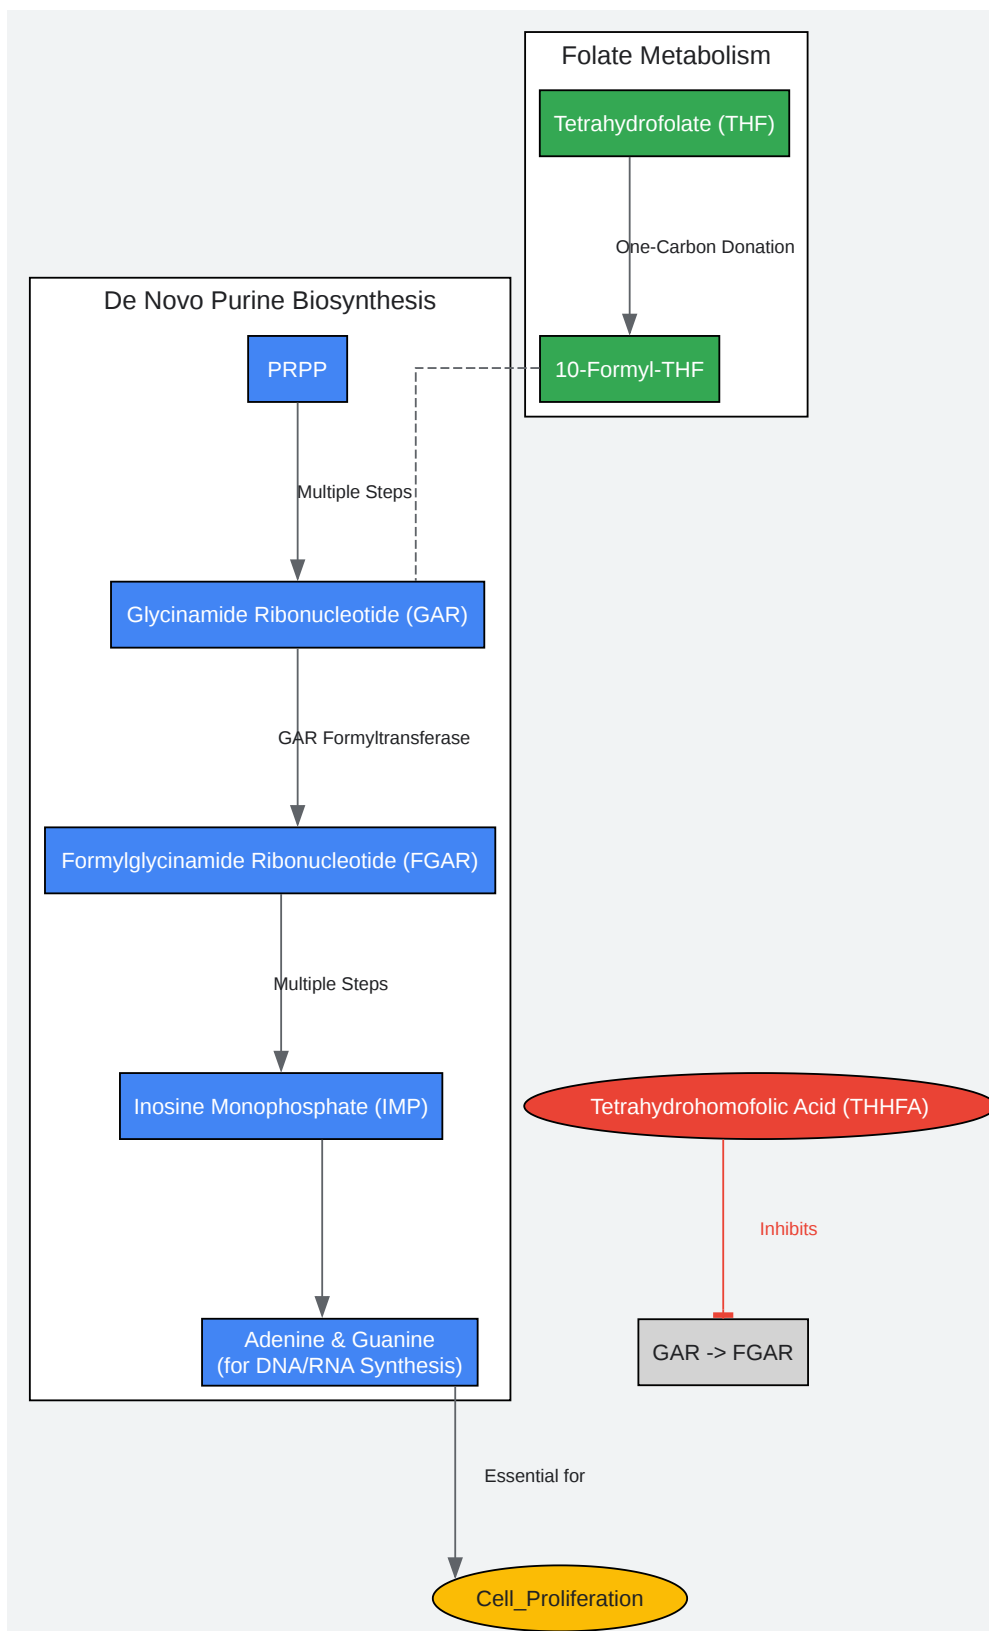 Folate Metabolism
Tetrahydrofolate (THF)
One-Carbon Donation
10-Formyl-THF
De Novo Purine Biosynthesis
PRPP
Multiple Steps
Glycinamide Ribonucleotide (GAR)
GAR Formyltransferase
Formylglycinamide Ribonucleotide (FGAR)
Multiple Steps
Inosine Monophosphate (IMP)
Adenine & Guanine
(for DNA/RNA Synthesis)
Tetrahydrohomofolic Acid (THHFA)
Inhibits
GAR -> FGAR
Essential for
Cell_Proliferation